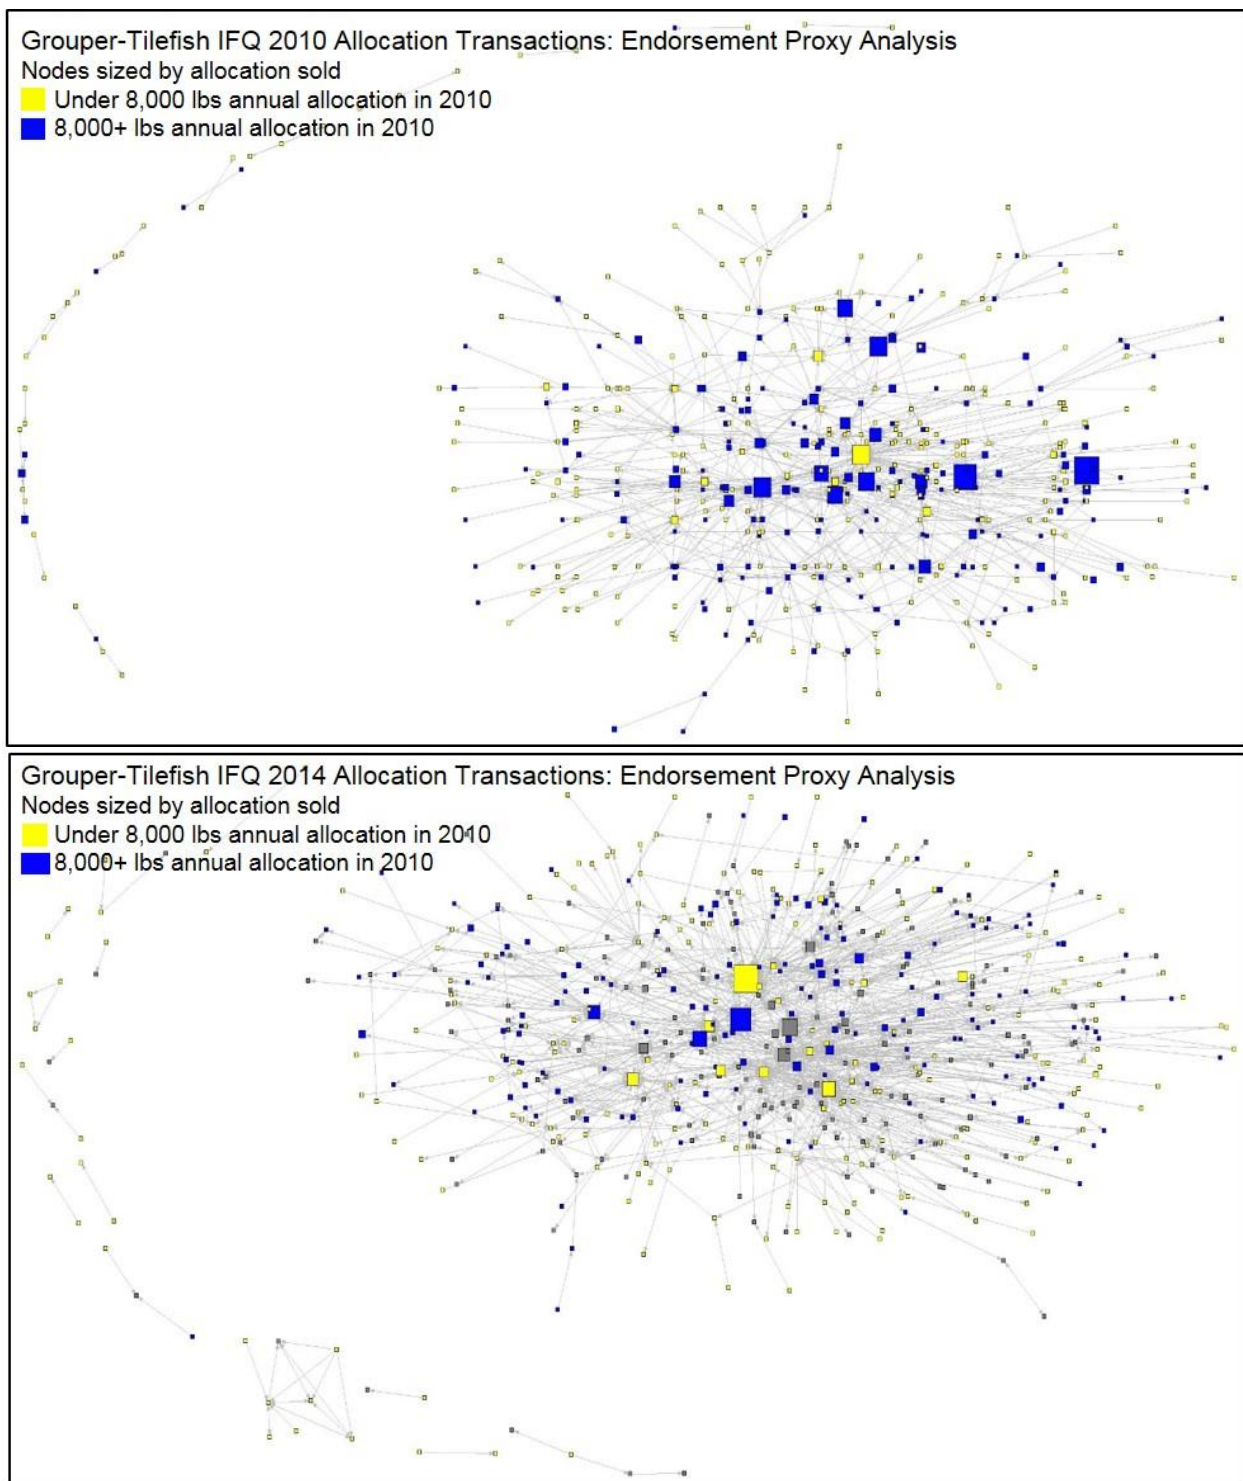 Grouper-Tilefish IFQ 2010 Allocation Transactions: Endorsement Proxy Analysis
Nodes sized by allocation sold
Under 8,000 lbs annual allocation in 2010
8,000+ lbs annual allocation in 2010
Grouper-Tilefish IFQ 2014 Allocation Transactions: Endorsement Proxy Analysis
Nodes sized by allocation sold
Under 8,000 lbs annual allocation in 2010
8,000+ lbs annual allocation in 2010